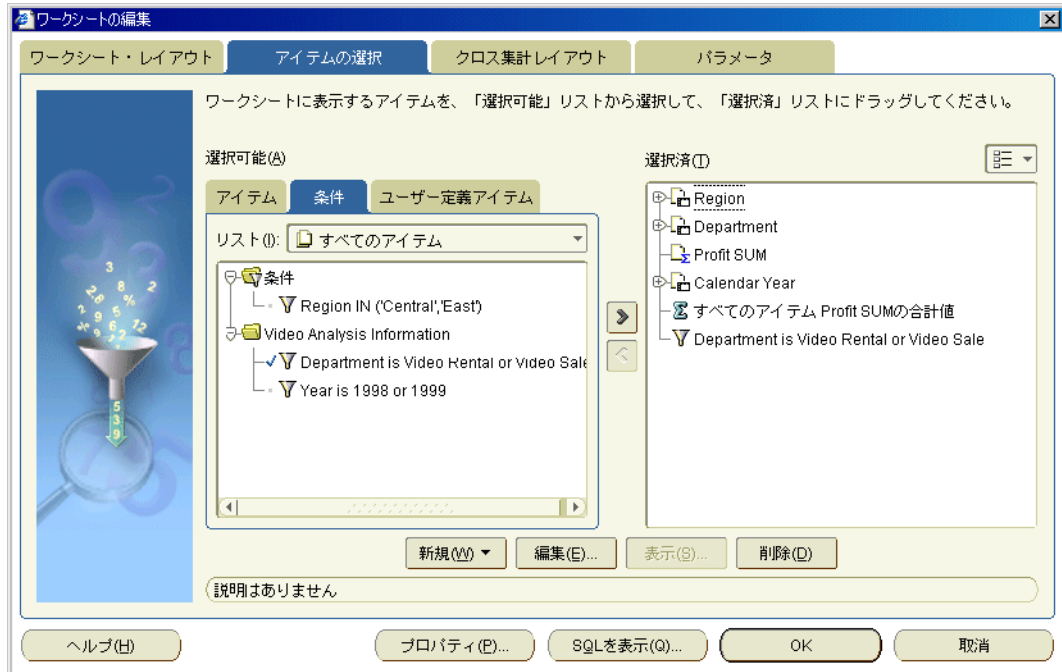 ワークシートの編集
ワークシート・レイアウト
アイテムの選択
クロス集計レイアウト
パラメータ
ワークシートに表示するアイテムを、「選択可能」リストから選択して、「選択済」リストにドラッグしてください。
選択可能(A)
選択済(T)
アイテム
条件
ユーザー定義アイテム
リスト(I):
すべてのアイテム
条件
Region IN ('Central','East')
Video Analysis Information
Department is Video Rental or Video Sale
Year is 1998 or 1999
Region
Department
Profit SUM
Calendar Year
すべてのアイテム Profit SUMの合計値
Department is Video Rental or Video Sale
新規(W)
編集(E)...
表示(S)...
削除(D)
説明はありません
ヘルプ(H)
プロパティ(P)...
SQLを表示(Q)...
OK
取消